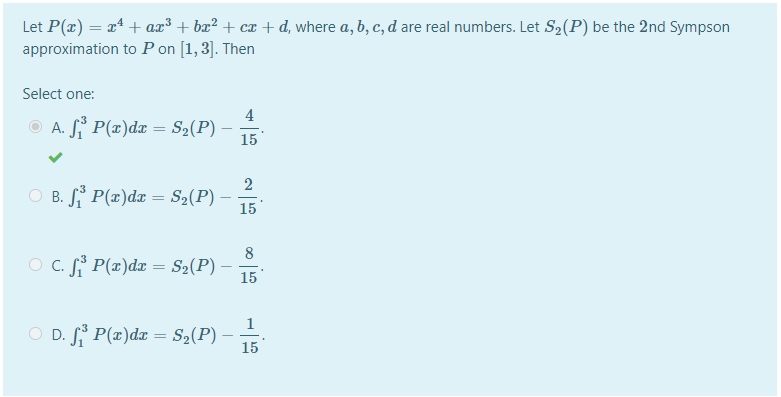 Let P(x) = x⁴ + ax³ + bx² + cx + d, where a, b, c, d are real numbers. Let S₂(P) be the 2nd Sympson
approximation to P on [1, 3]. Then
Select one:
A. ∫₁³ P(x)dx = S₂(P) − 4/15.
B. ∫₁³ P(x)dx = S₂(P) − 2/15.
C. ∫₁³ P(x)dx = S₂(P) − 8/15.
D. ∫₁³ P(x)dx = S₂(P) − 1/15.